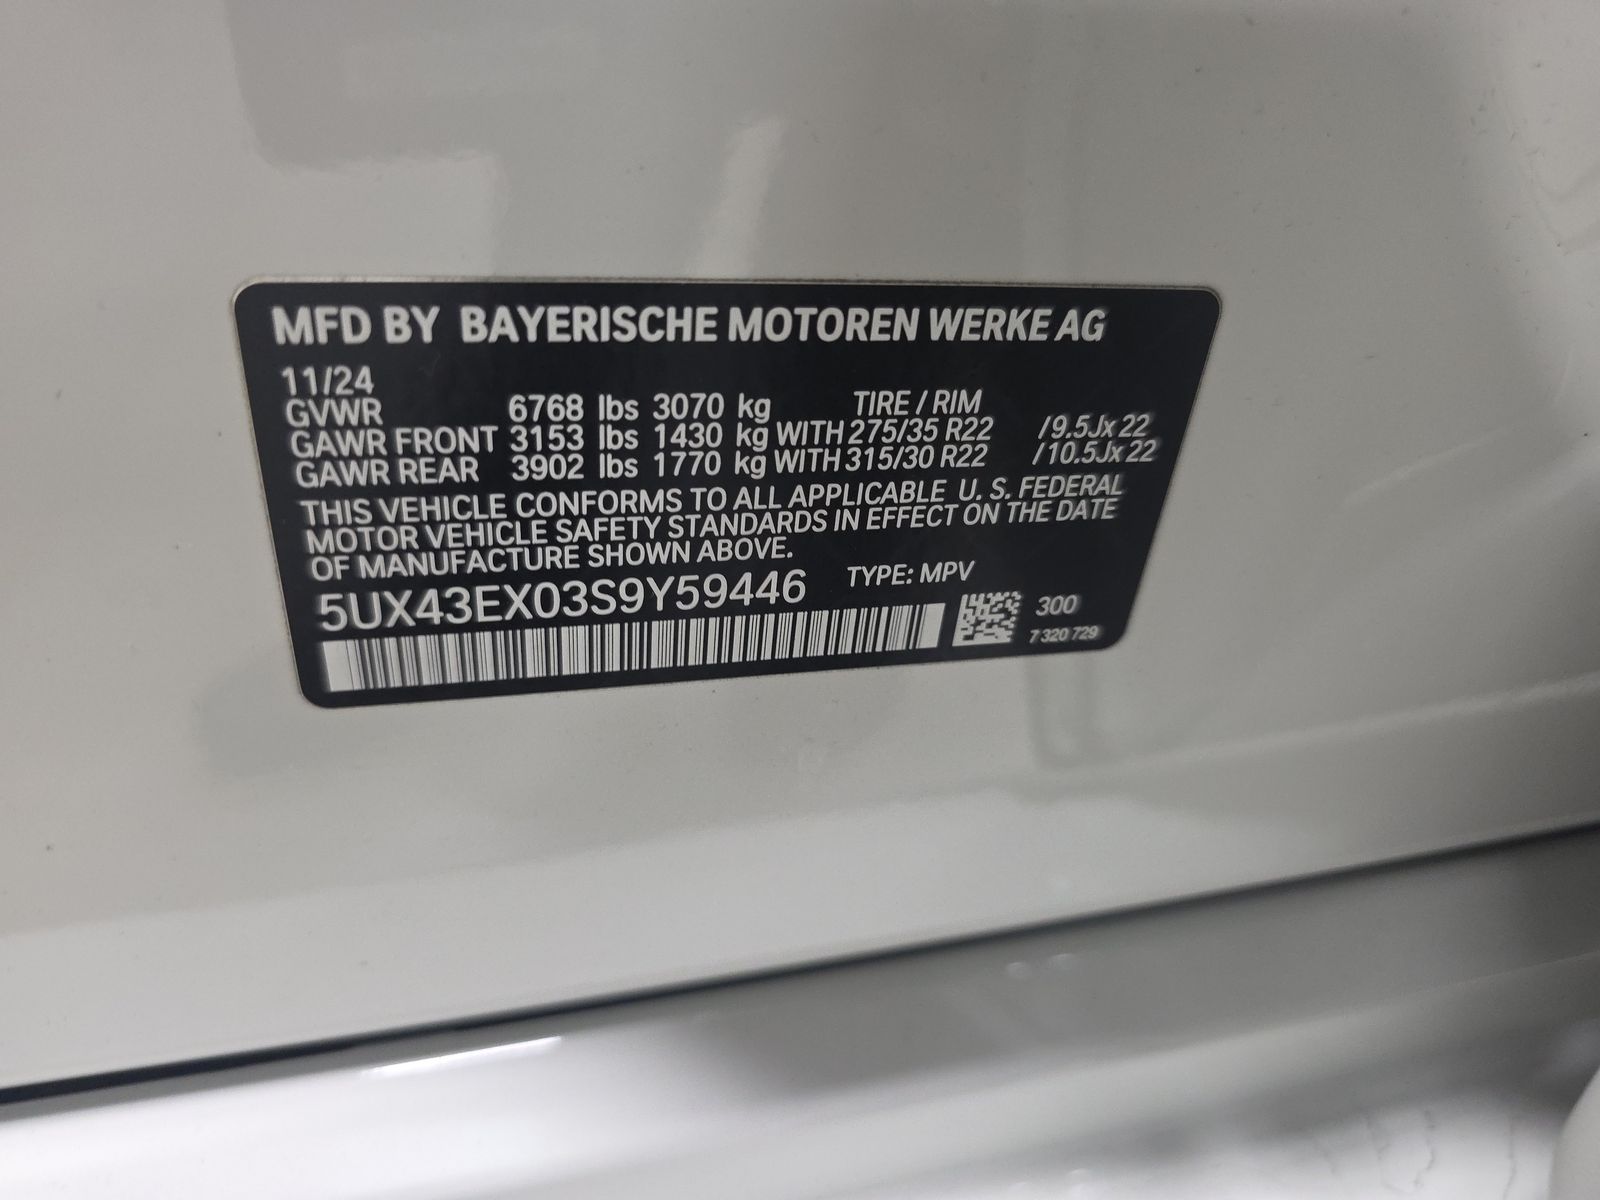 MFD BY BAYERISCHE MOTOREN WERKE AG
11/24
GVWR 6768 lbs 3070 kg TIRE / RIM
GAWR FRONT 3153 lbs 1430 kg WITH 275/35 R22 /9.5Jx22
GAWR REAR 3902 lbs 1770 kg WITH 315/30 R22 /10.5Jx22
THIS VEHICLE CONFORMS TO ALL APPLICABLE U. S. FEDERAL
MOTOR VEHICLE SAFETY STANDARDS IN EFFECT ON THE DATE
OF MANUFACTURE SHOWN ABOVE.
5UX43EX03S9Y59446 TYPE: MPV
300
7 320 729